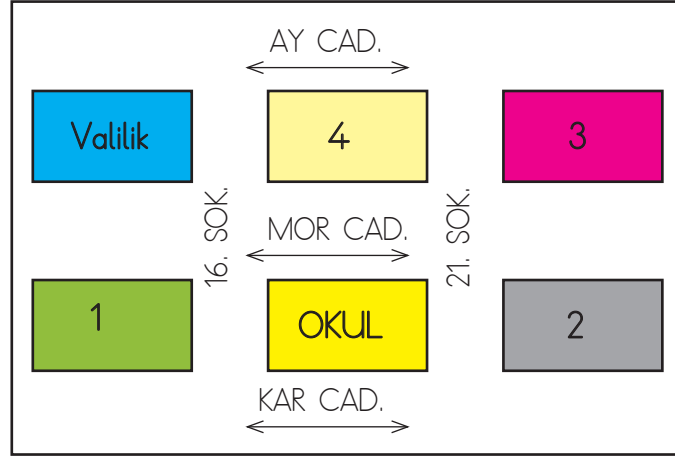 AY CAD.
Valilik
4
3
16. SOK.
MOR CAD.
21. SOK.
1
OKUL
2
KAR CAD.